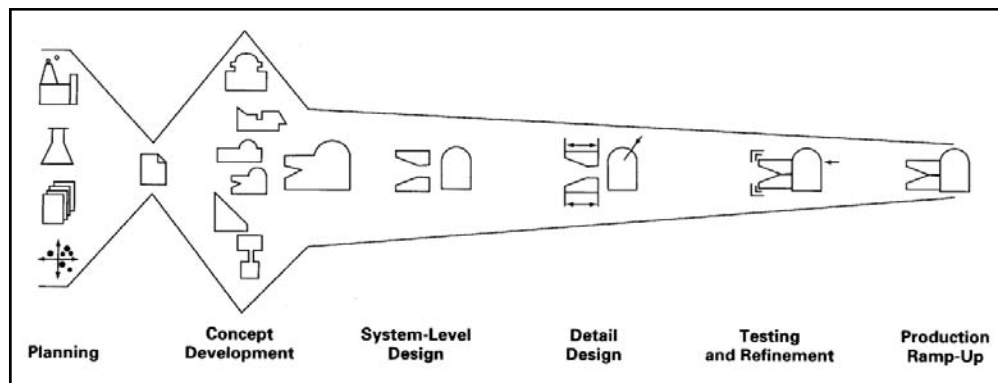 Planning
Concept
Development
System-Level
Design
Detail
Design
Testing
and Refinement
Production
Ramp-Up